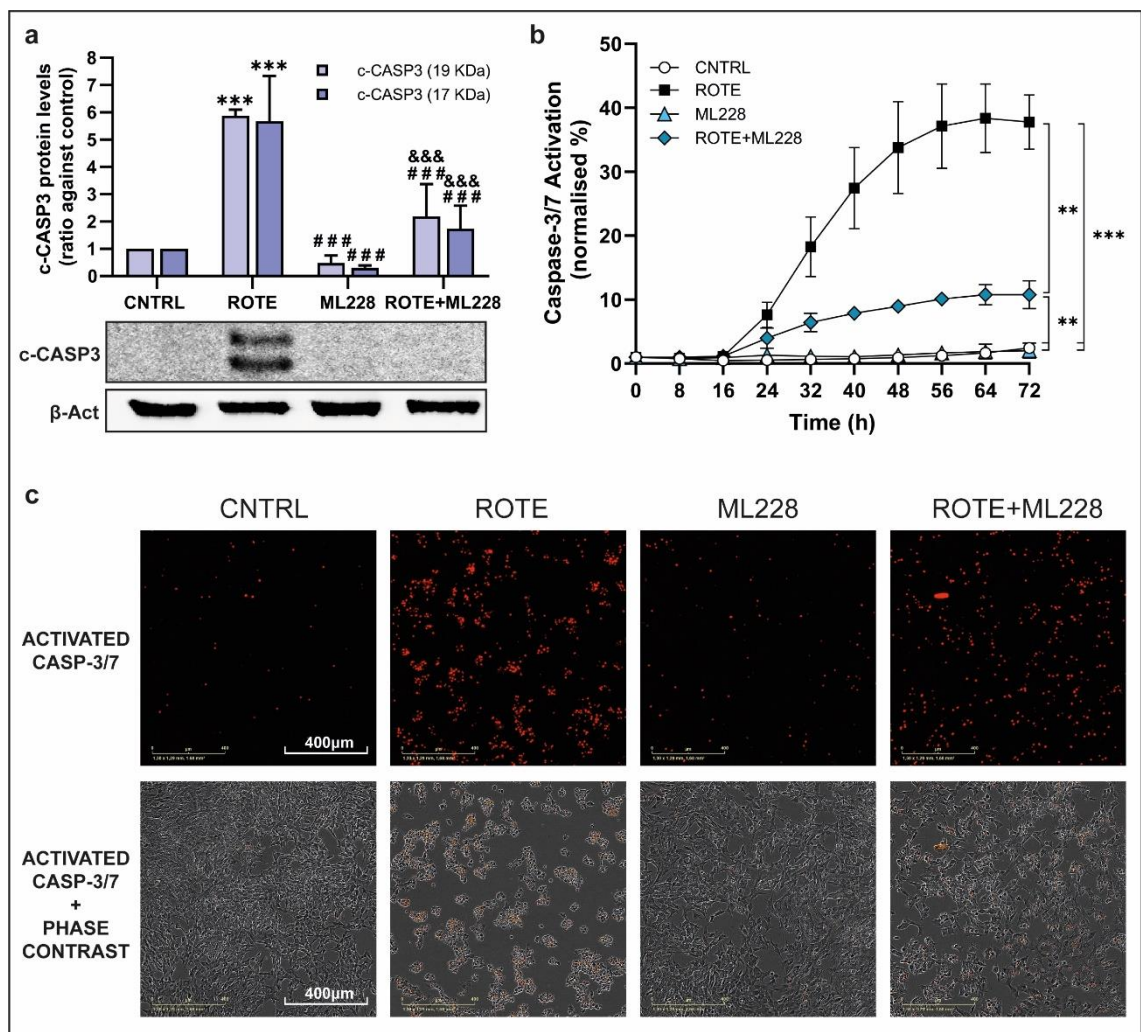 a
c-CASP3 protein levels
(ratio against control)
8
7
6
5
4
3
2
1
0
***
***
###
###
&&&
###
&&&
###
c-CASP3 (19 KDa)
c-CASP3 (17 KDa)
CNTRL
ROTE
ML228
ROTE+ML228
c-CASP3
β-Act
b
Caspase-3/7 Activation
(normalised %)
50
40
30
20
10
0
CNTRL
ROTE
ML228
ROTE+ML228
**
***
**
0 8 16 24 32 40 48 56 64 72
Time (h)
c
CNTRL
ROTE
ML228
ROTE+ML228
ACTIVATED
CASP-3/7
400μm
ACTIVATED
CASP-3/7
+
PHASE
CONTRAST
400μm